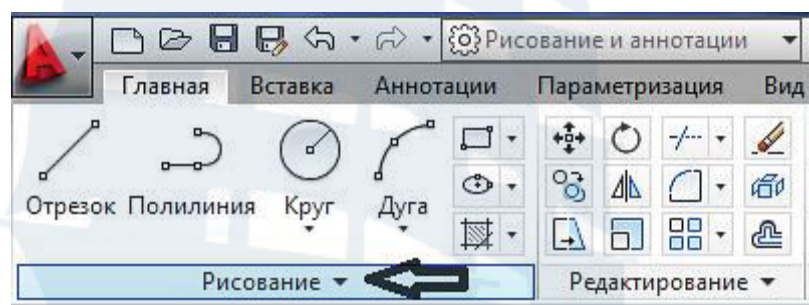 Рисование и аннотации
Главная Вставка Аннотации Параметризация Вид
Отрезок Полилиния Круг Дуга
Рисование Редактирование